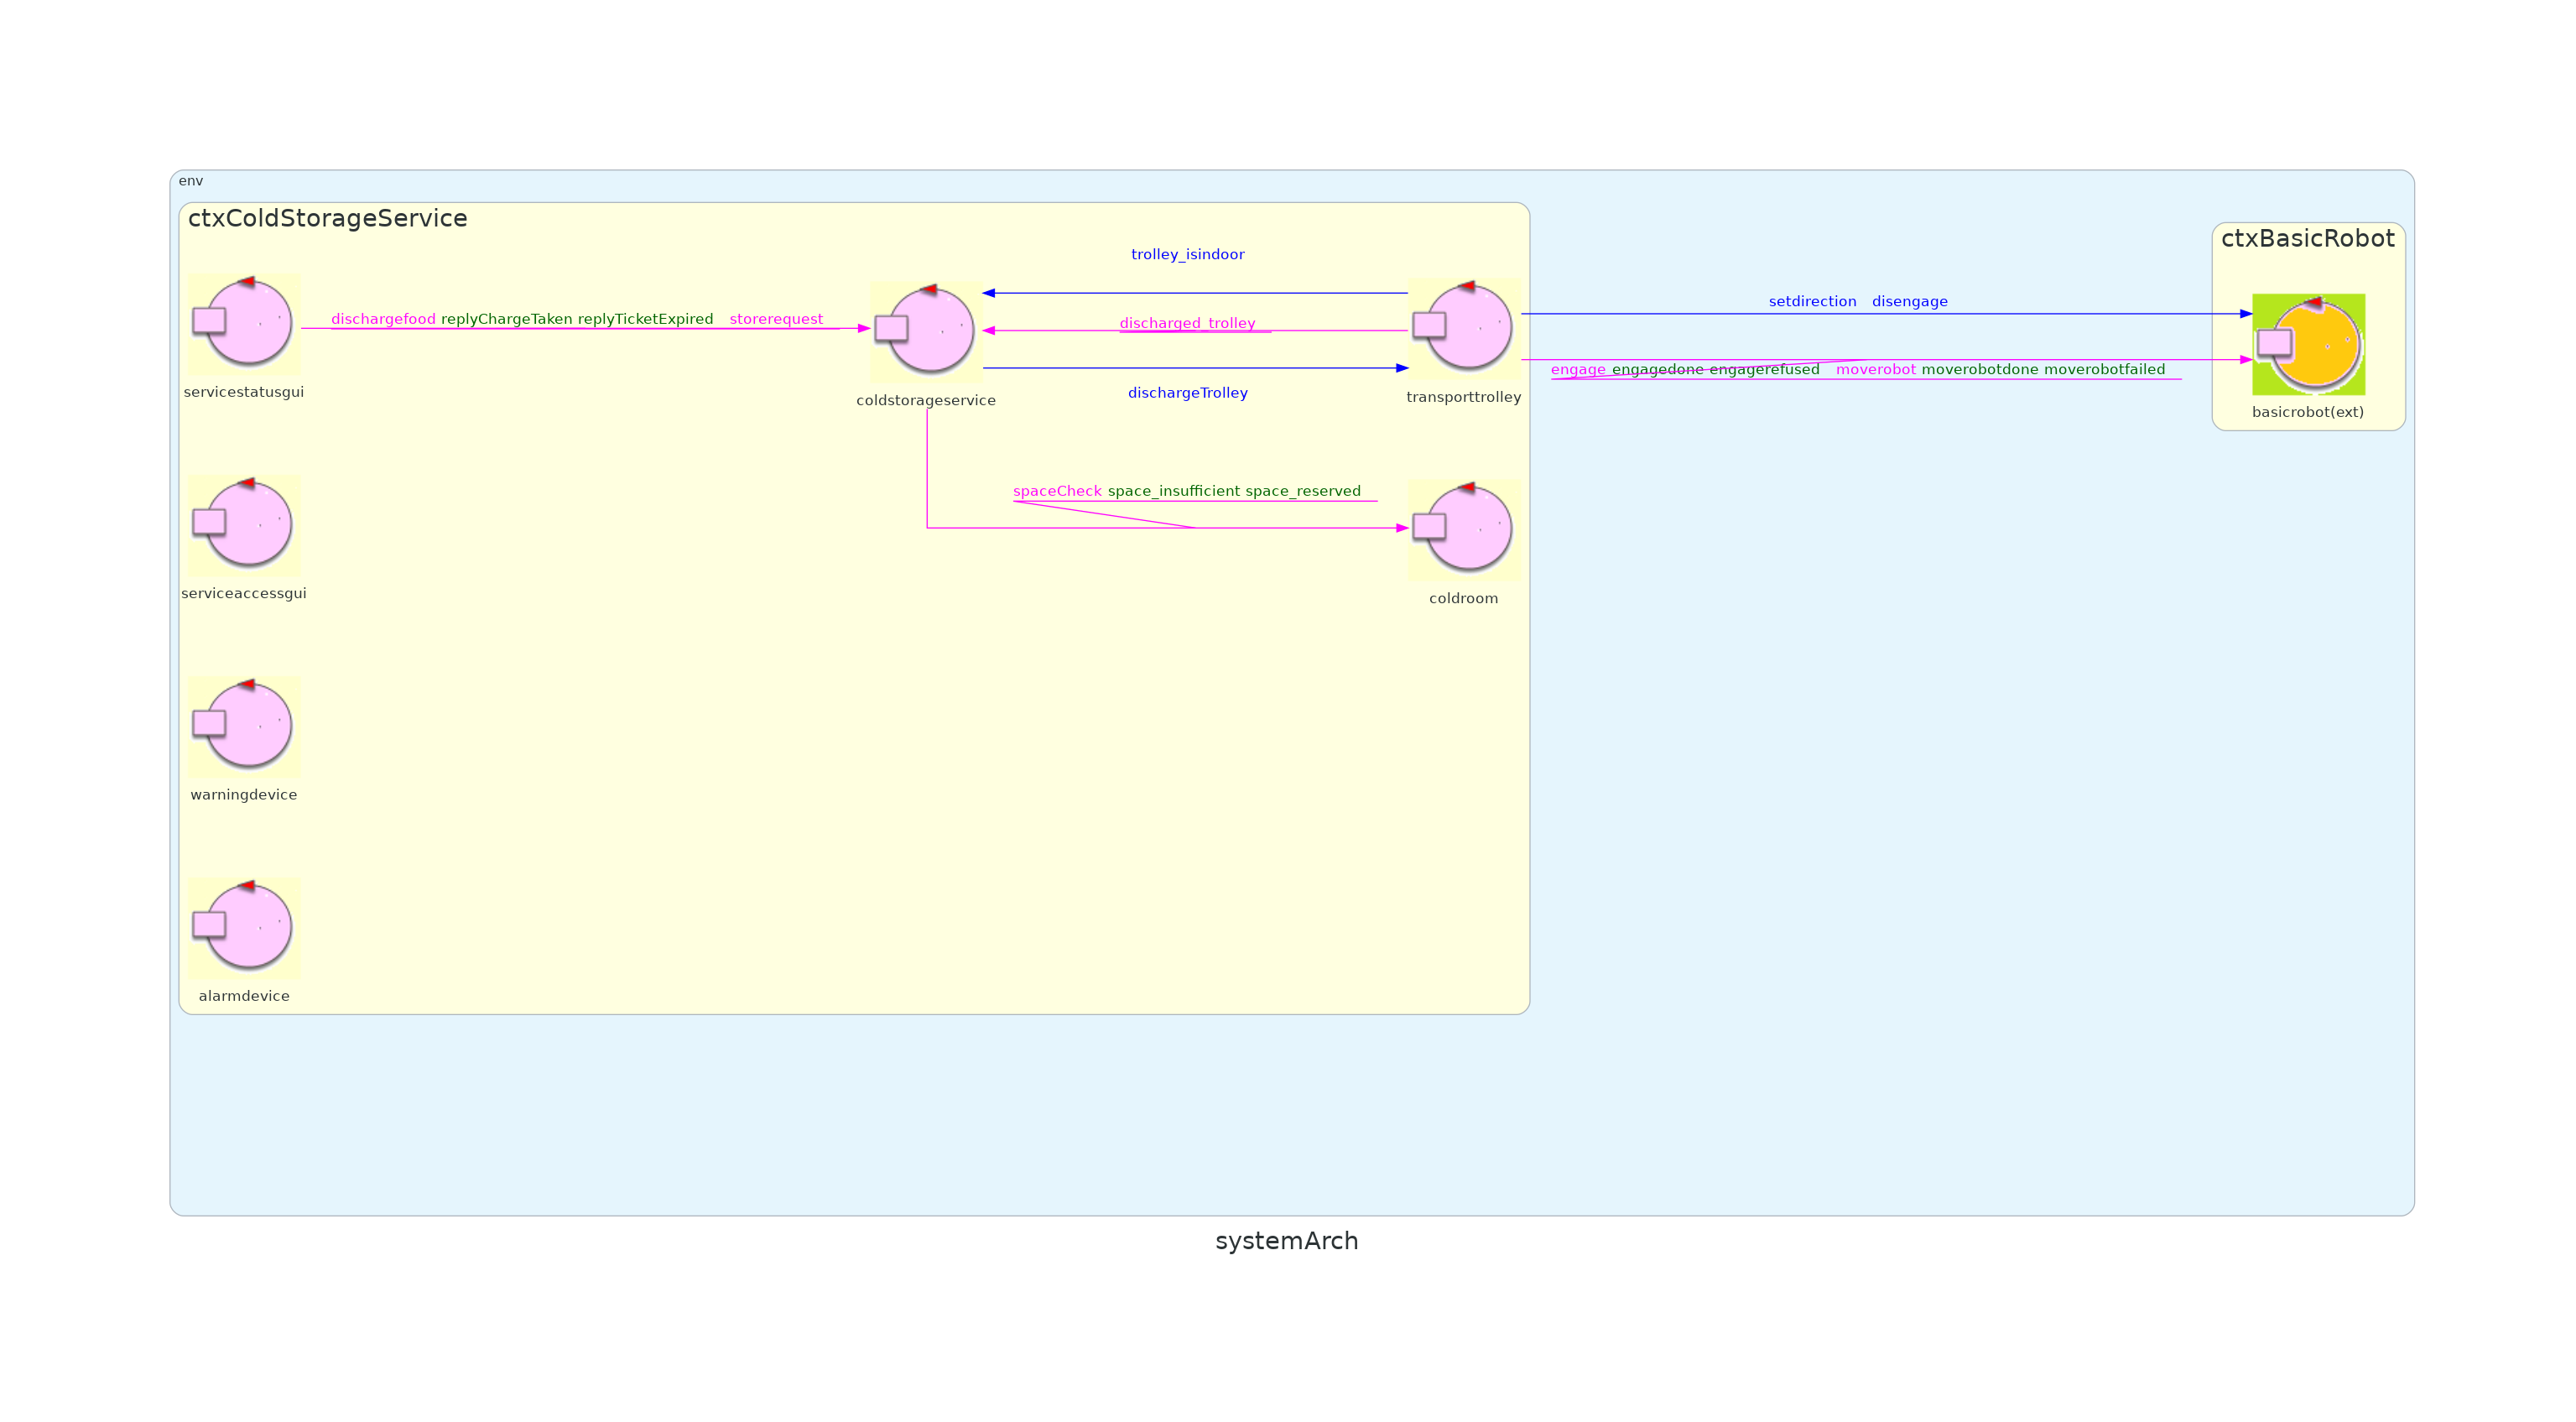 env
ctxColdStorageService
ctxBasicRobot
trolley_isindoor
setdirection disengage
dischargefood replyChargeTaken replyTicketExpired storerequest
discharged_trolley
engage engagedone engagerefused moverobot moverobotdone moverobotfailed
servicestatusgui
coldstorageservice
dischargeTrolley
transporttrolley
basicrobot(ext)
spaceCheck space_insufficient space_reserved
serviceaccessgui
coldroom
warningdevice
alarmdevice
systemArch